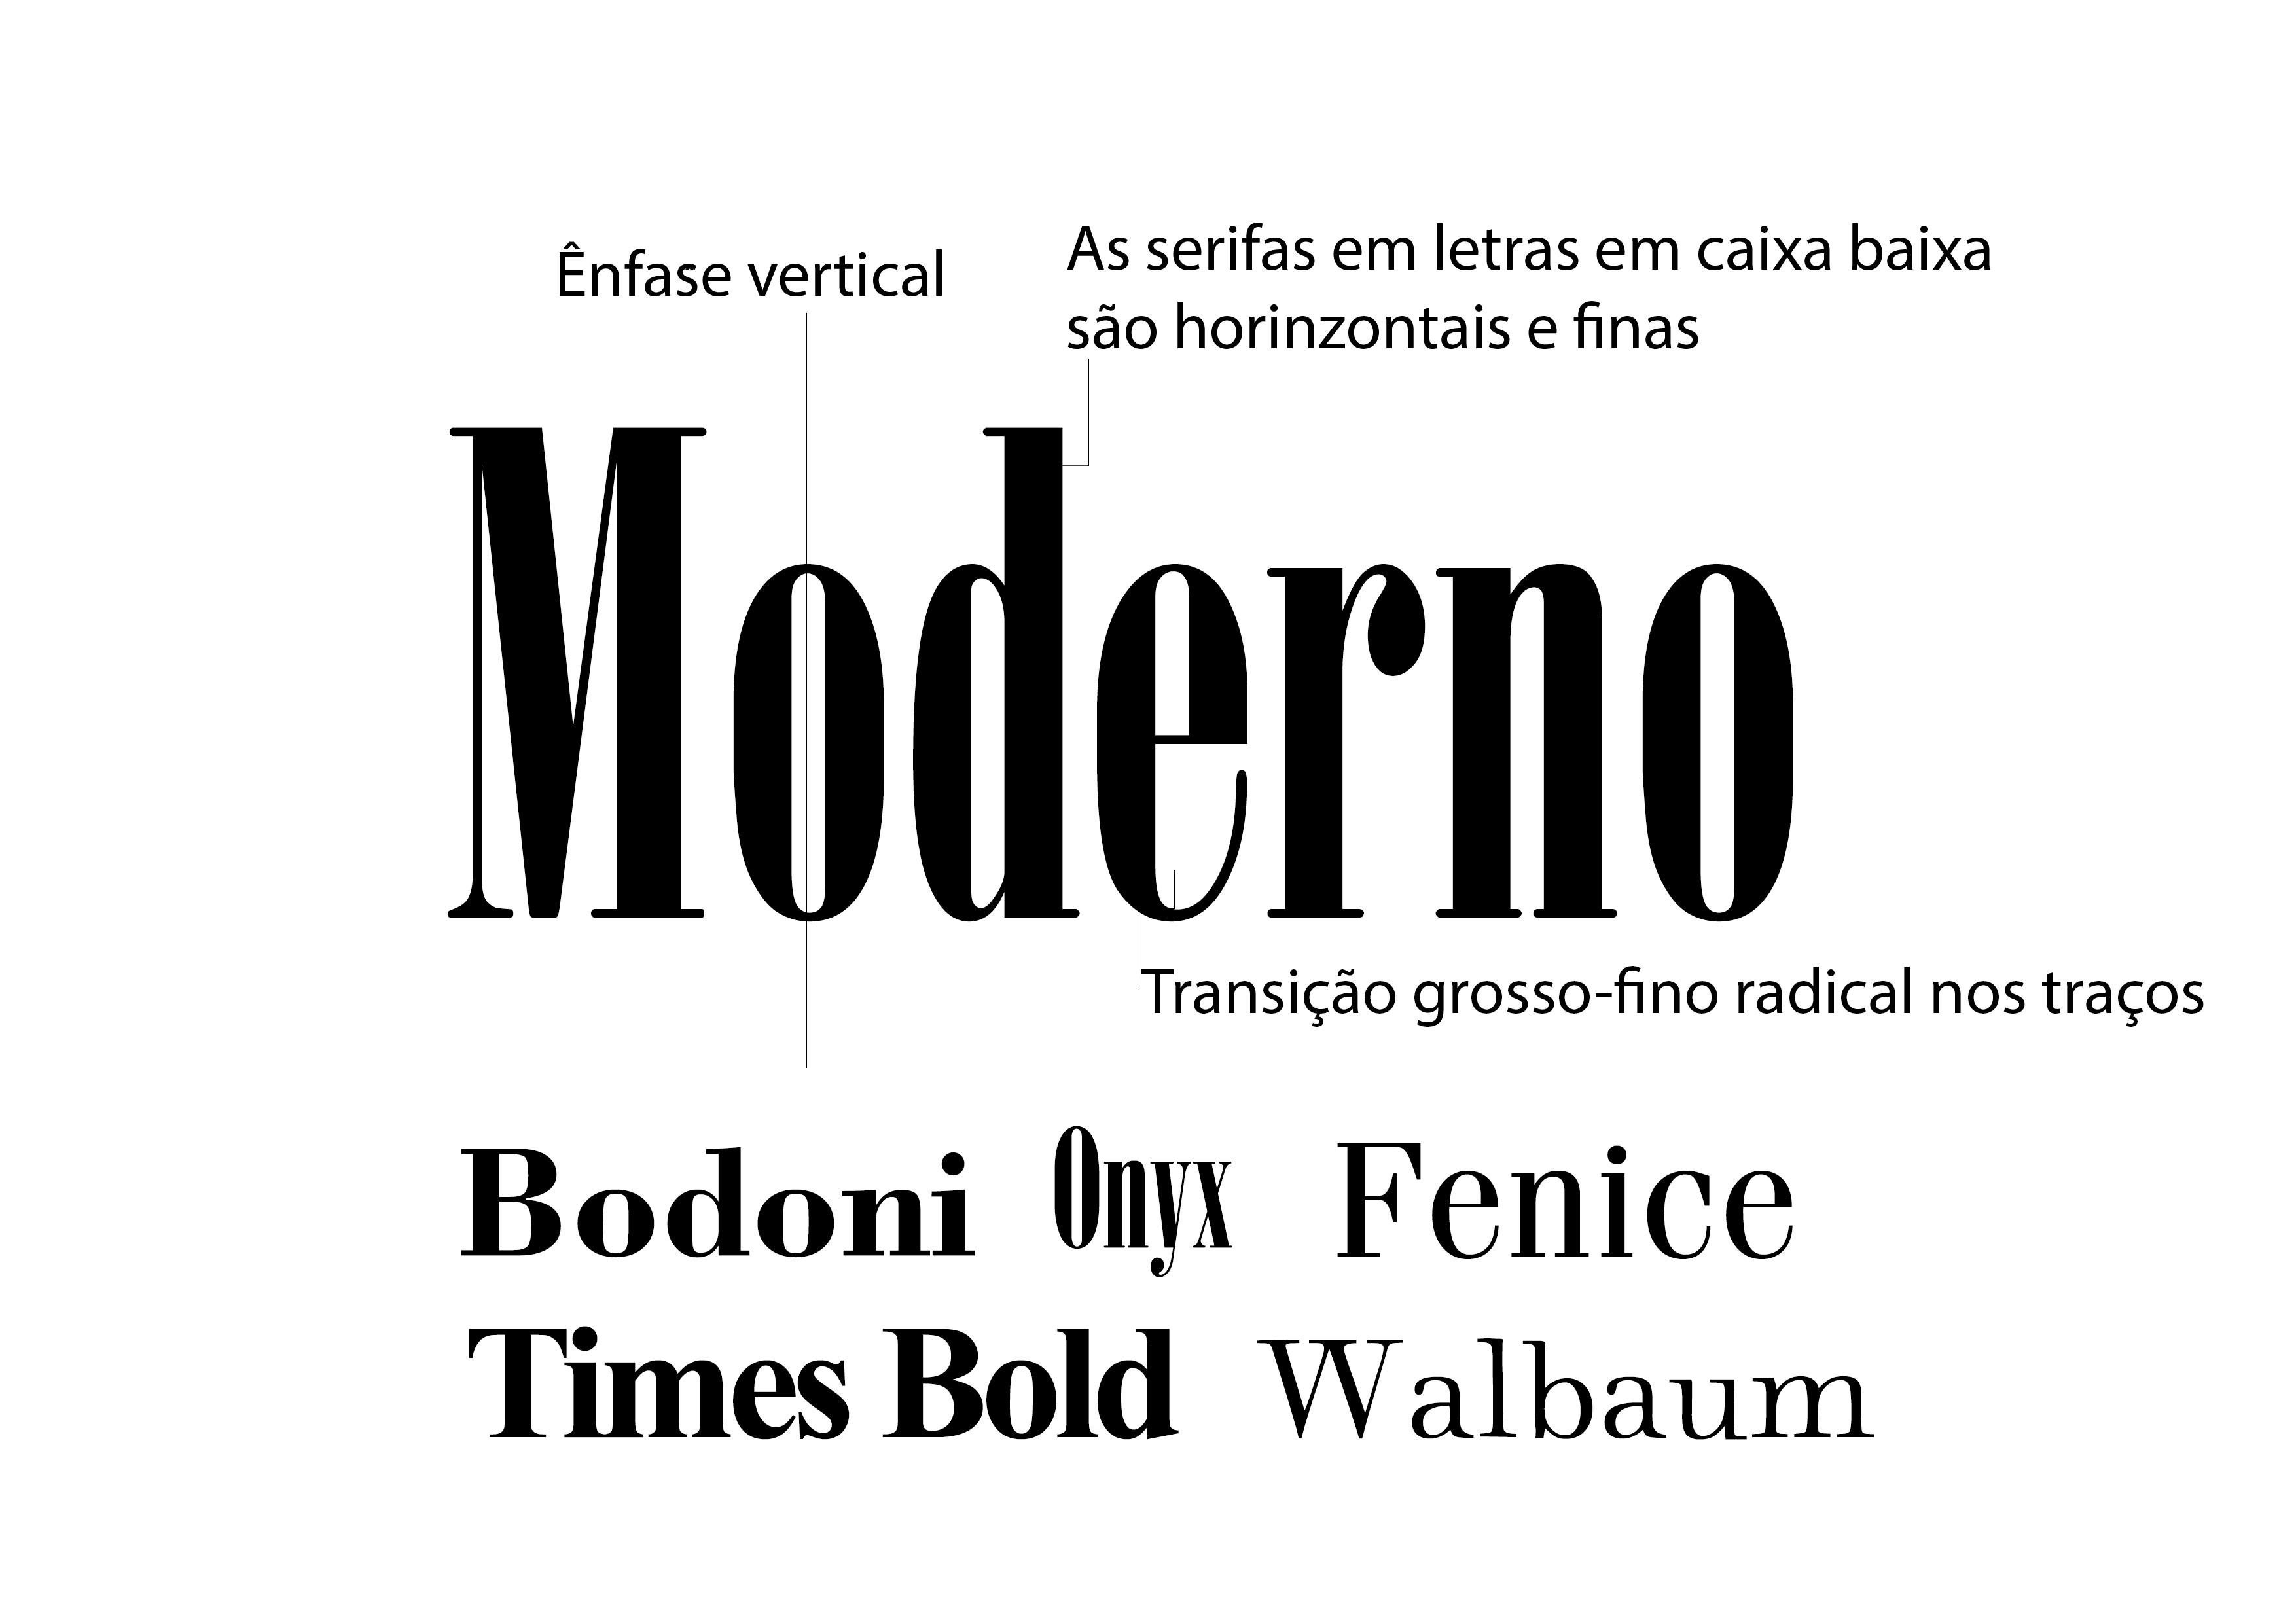 Ênfase vertical
As serifas em letras em caixa baixa
são horinzontais e finas
Moderno
Transição grosso-fino radical nos traços
Bodoni Onyx Fenice
Times Bold Walbaum